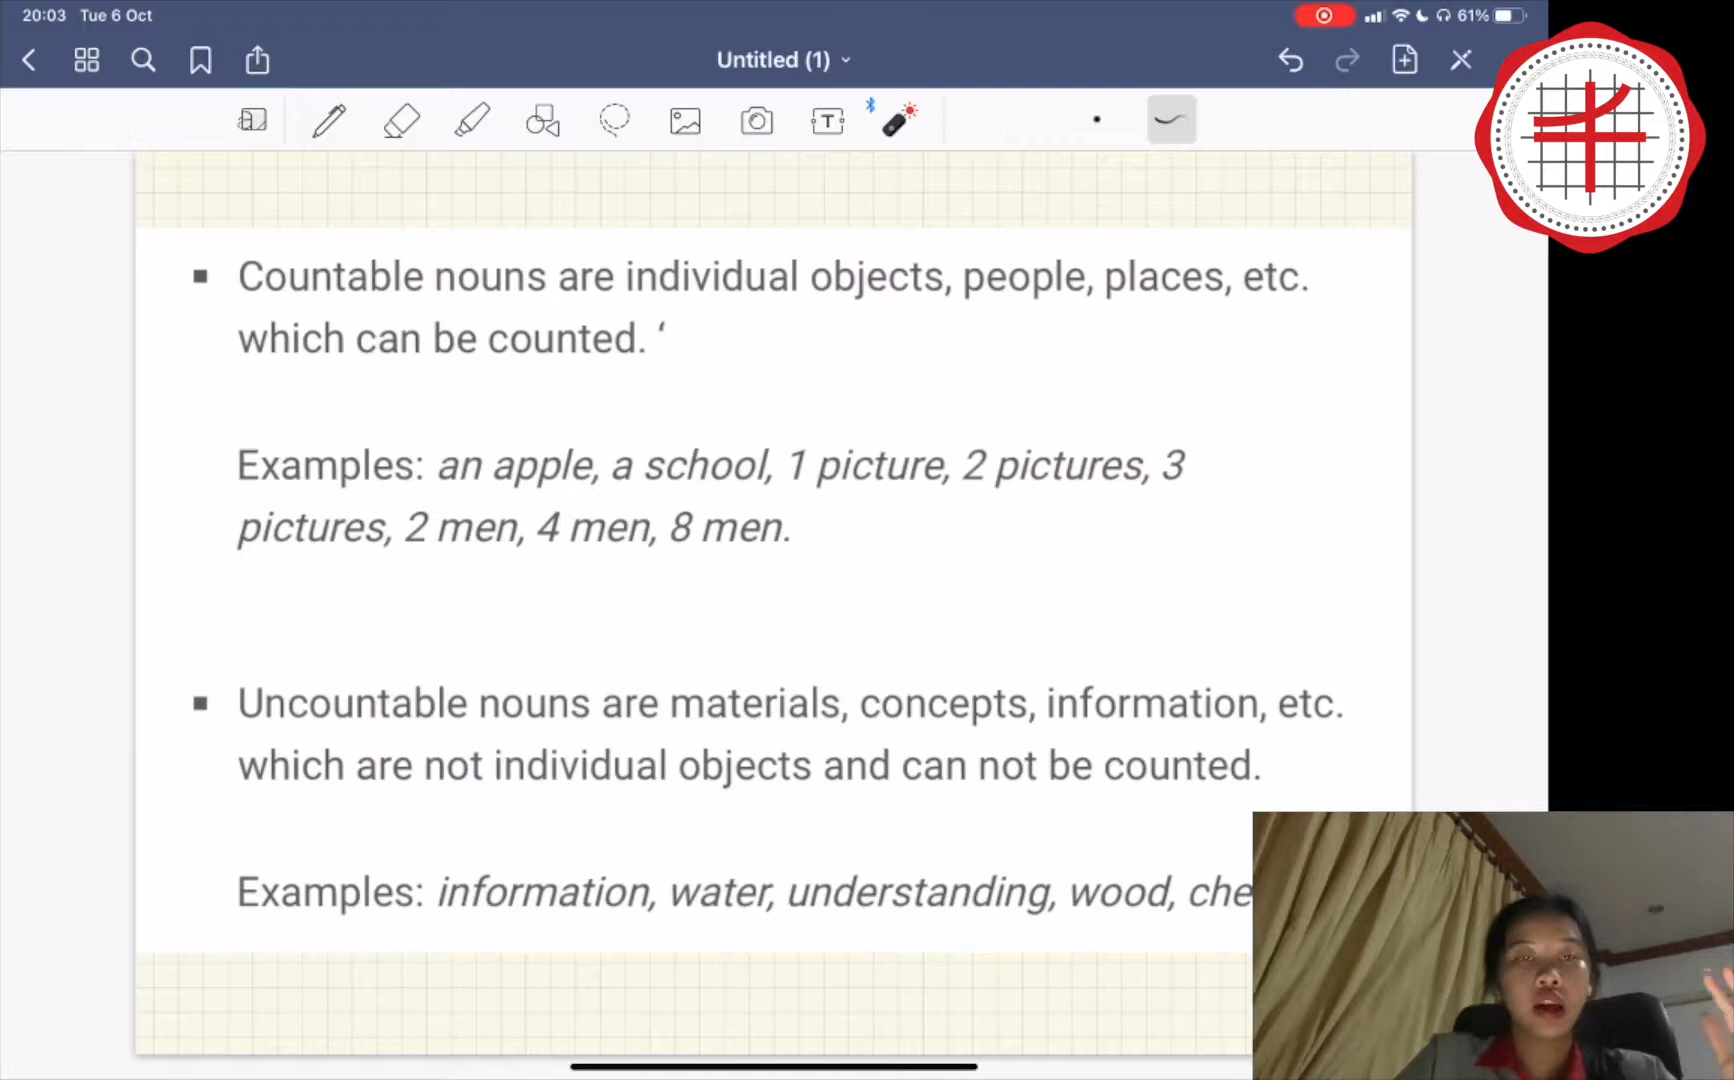 20:03 Tue 6 Oct 61%
Untitled (1)
T
Countable nouns are individual objects, people, places, etc.
which can be counted. ‘
Examples: an apple, a school, 1 picture, 2 pictures, 3
pictures, 2 men, 4 men, 8 men.
Uncountable nouns are materials, concepts, information, etc.
which are not individual objects and can not be counted.
Examples: information, water, understanding, wood, che